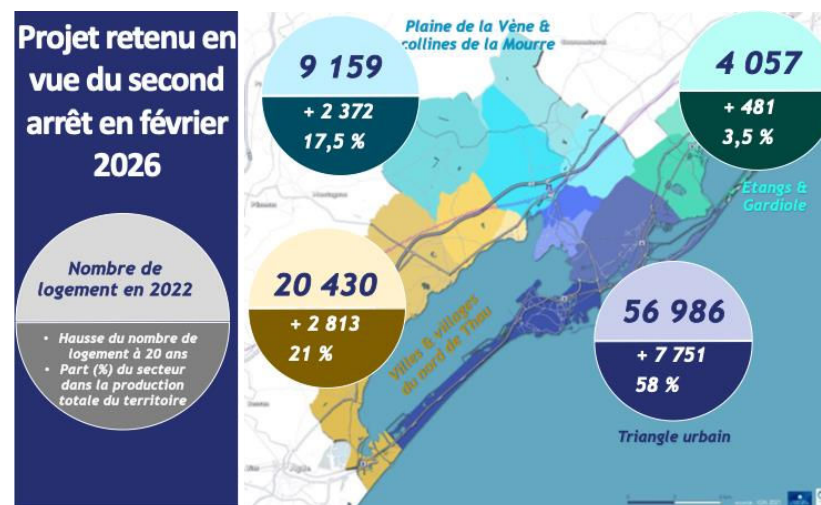 Projet retenu en
vue du second
arrêt en février
2026
Nombre de
logement en 2022
• Hausse du nombre de
logement à 20 ans
• Part (%) du secteur
dans la production
totale du territoire
Plaine de la Vène &
collines de la Mourre
9 159
+ 2 372
17,5 %
4 057
+ 481
3,5 %
Etangs &
Gardiole
20 430
+ 2 813
21 %
Villes & villages
du nord de Thau
56 986
+ 7 751
58 %
Triangle urbain